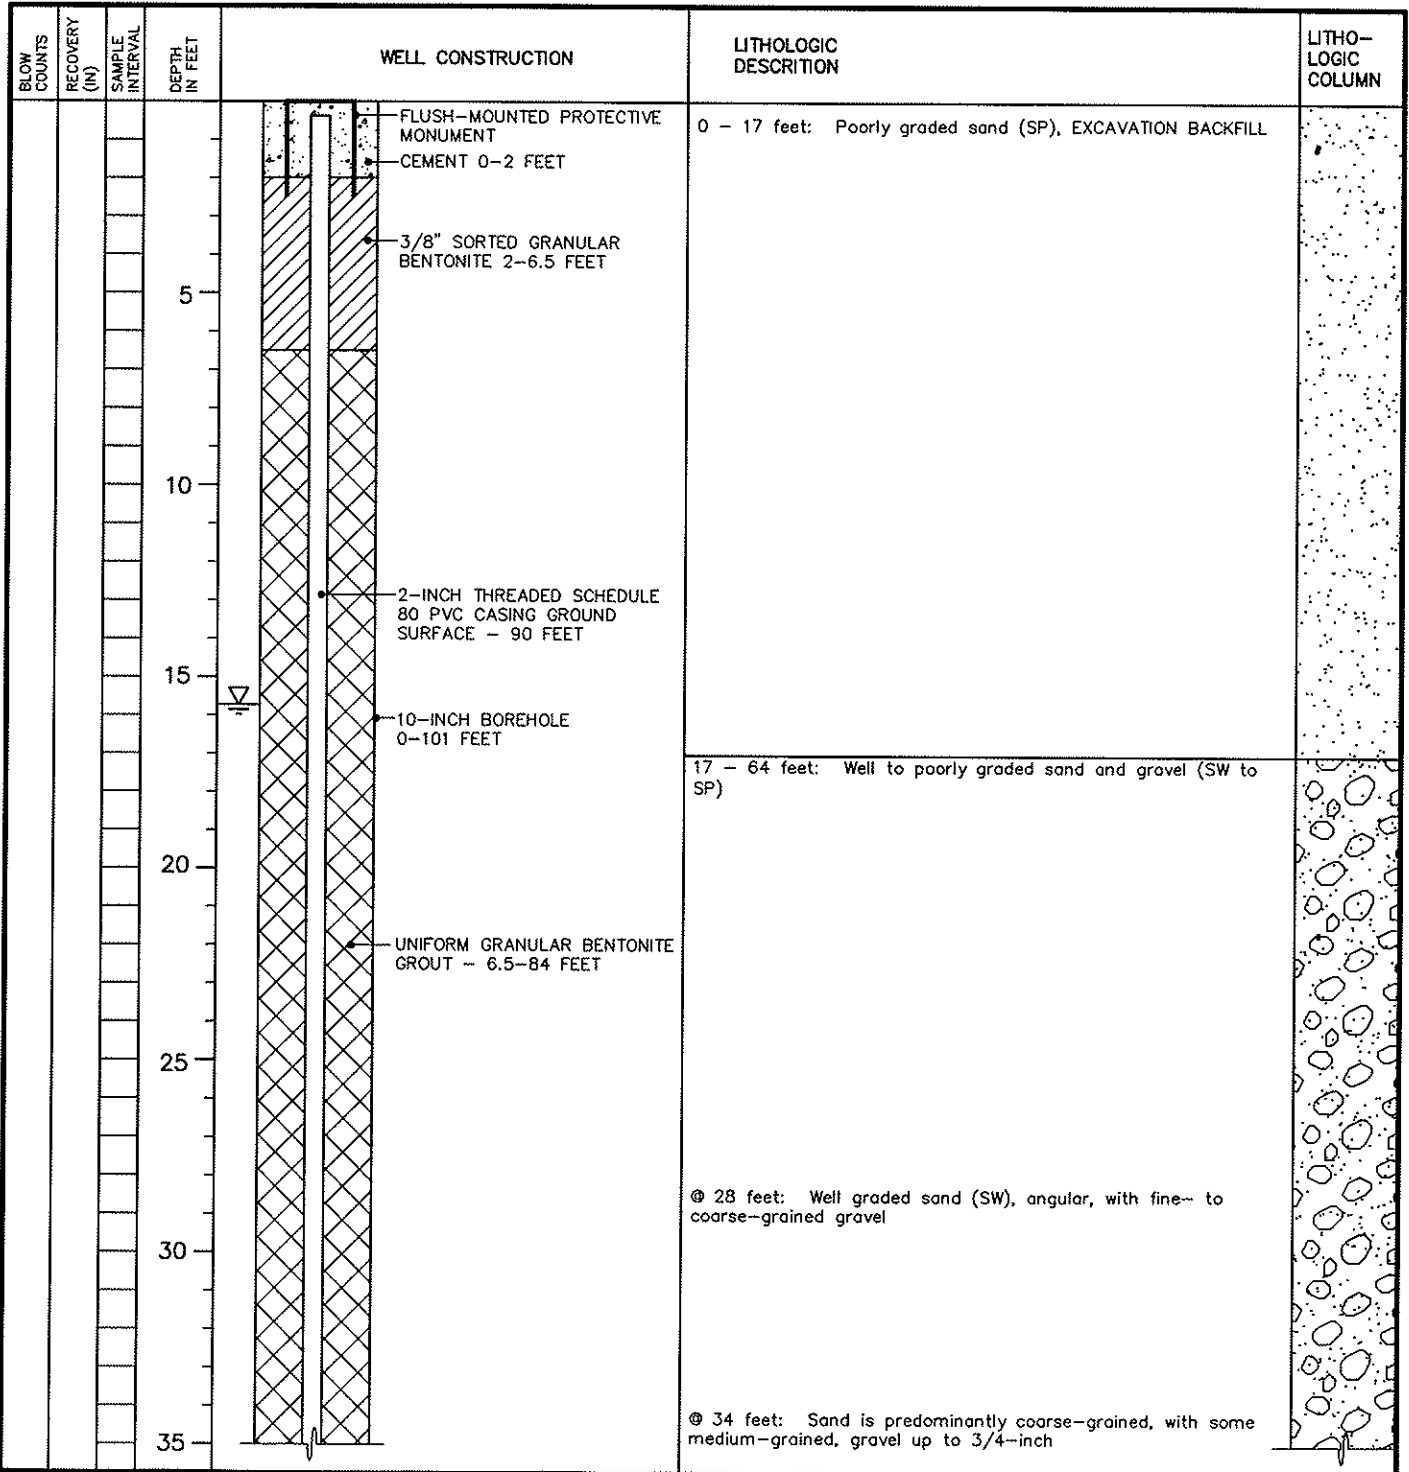 BLOW
COUNTS
RECOVERY
(IN)
SAMPLE
INTERVAL
DEPTH
IN FEET
WELL CONSTRUCTION
LITHOLOGIC
DESCRITION
LITHO-
LOGIC
COLUMN
FLUSH-MOUNTED PROTECTIVE
MONUMENT
CEMENT 0-2 FEET
3/8" SORTED GRANULAR
BENTONITE 2-6.5 FEET
2-INCH THREADED SCHEDULE
80 PVC CASING GROUND
SURFACE - 90 FEET
10-INCH BOREHOLE
0-101 FEET
UNIFORM GRANULAR BENTONITE
GROUT - 6.5-84 FEET
5
10
15
20
25
30
35
0 - 17 feet: Poorly graded sand (SP), EXCAVATION BACKFILL
17 - 64 feet: Well to poorly graded sand and gravel (SW to
SP)
@ 28 feet: Well graded sand (SW), angular, with fine- to
coarse-grained gravel
@ 34 feet: Sand is predominantly coarse-grained, with some
medium-grained, gravel up to 3/4-inch